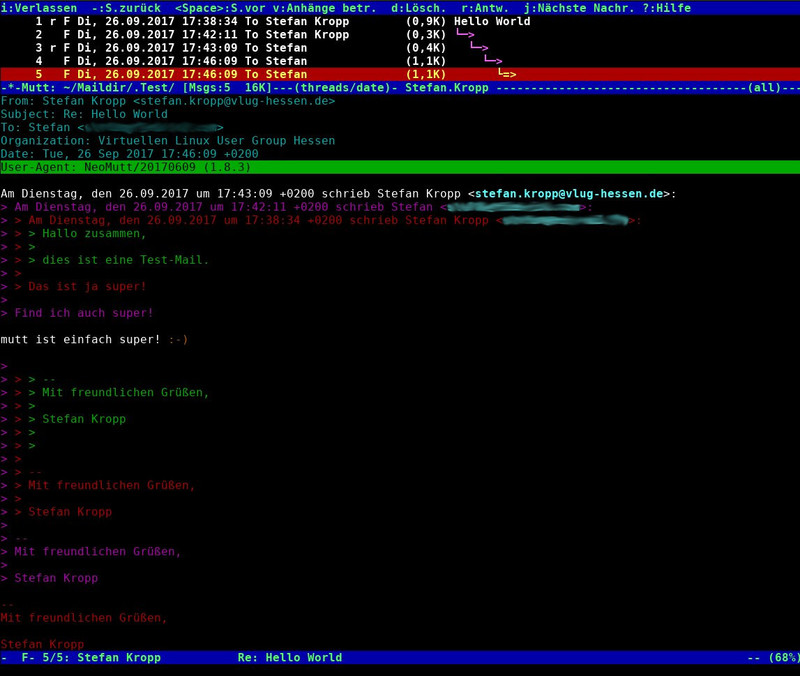 i:Verlassen  -:S.zurück  <Space>:S.vor v:Anhänge betr.  d:Lösch.  r:Antw.  j:Nächste Nachr. ?:Hilfe
1 r F Di, 26.09.2017 17:38:34 To Stefan Kropp (0,9K) Hello World
2   F Di, 26.09.2017 17:42:11 To Stefan Kropp (0,3K) └─>
3 r F Di, 26.09.2017 17:43:09 To Stefan (0,4K) └─>
4   F Di, 26.09.2017 17:46:09 To Stefan (1,1K) └─>
5   F Di, 26.09.2017 17:46:09 To Stefan (1,1K) └=>
-*-Mutt: ~/Maildir/.Test/ [Msgs:5  16K]---(threads/date)- Stefan.Kropp ------------------------------------(all)---
From: Stefan Kropp <stefan.kropp@vlug-hessen.de>
Subject: Re: Hello World
To: Stefan < >
Organization: Virtuellen Linux User Group Hessen
Date: Tue, 26 Sep 2017 17:46:09 +0200
User-Agent: NeoMutt/20170609 (1.8.3)
Am Dienstag, den 26.09.2017 um 17:43:09 +0200 schrieb Stefan Kropp <stefan.kropp@vlug-hessen.de>:
> Am Dienstag, den 26.09.2017 um 17:42:11 +0200 schrieb Stefan < >:
> > Am Dienstag, den 26.09.2017 um 17:38:34 +0200 schrieb Stefan Kropp < >:
> > > Hallo zusammen,
> > >
> > > dies ist eine Test-Mail.
> >
> > Das ist ja super!
>
> Find ich auch super!
mutt ist einfach super! :-)
>
> > > --
> > > Mit freundlichen Grüßen,
> > >
> > > Stefan Kropp
> > >
> > >
> >
> > --
> > Mit freundlichen Grüßen,
> >
> > Stefan Kropp
>
> --
> Mit freundlichen Grüßen,
>
> Stefan Kropp
--
Mit freundlichen Grüßen,
Stefan Kropp
-  F- 5/5: Stefan Kropp           Re: Hello World                                                          -- (68%)